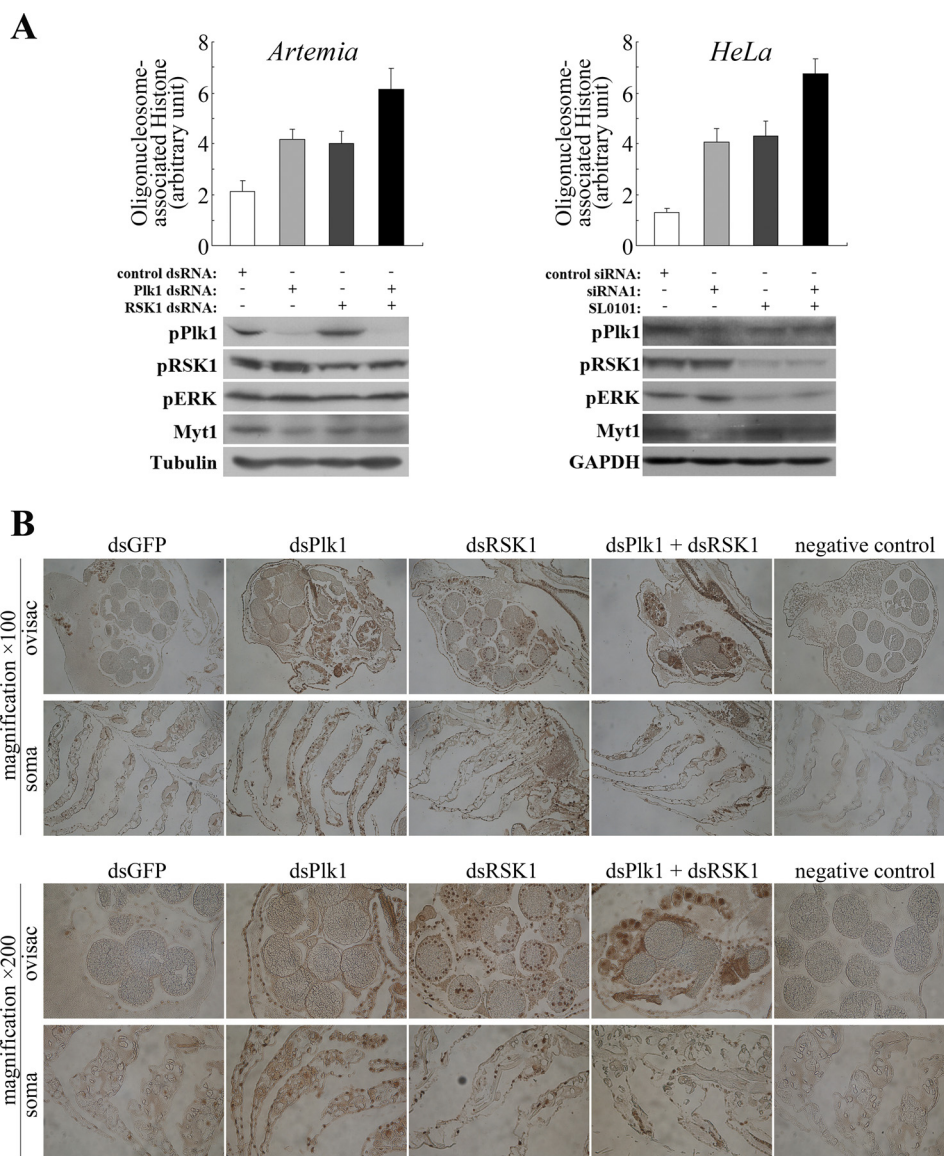 A
Artemia
Oligonucleosome-
associated Histone
(arbitrary unit)
8
6
4
2
0
control dsRNA: + - - -
Plk1 dsRNA: - + - +
RSK1 dsRNA: - - + +
pPlk1
pRSK1
pERK
Myt1
Tubulin
HeLa
Oligonucleosome-
associated Histone
(arbitrary unit)
8
6
4
2
0
control siRNA: + - - -
siRNA1: - + - +
SL0101: - - + +
pPlk1
pRSK1
pERK
Myt1
GAPDH
B
dsGFP dsPlk1 dsRSK1 dsPlk1 + dsRSK1 negative control
magnification ×100
ovisac
soma
dsGFP dsPlk1 dsRSK1 dsPlk1 + dsRSK1 negative control
magnification ×200
ovisac
soma